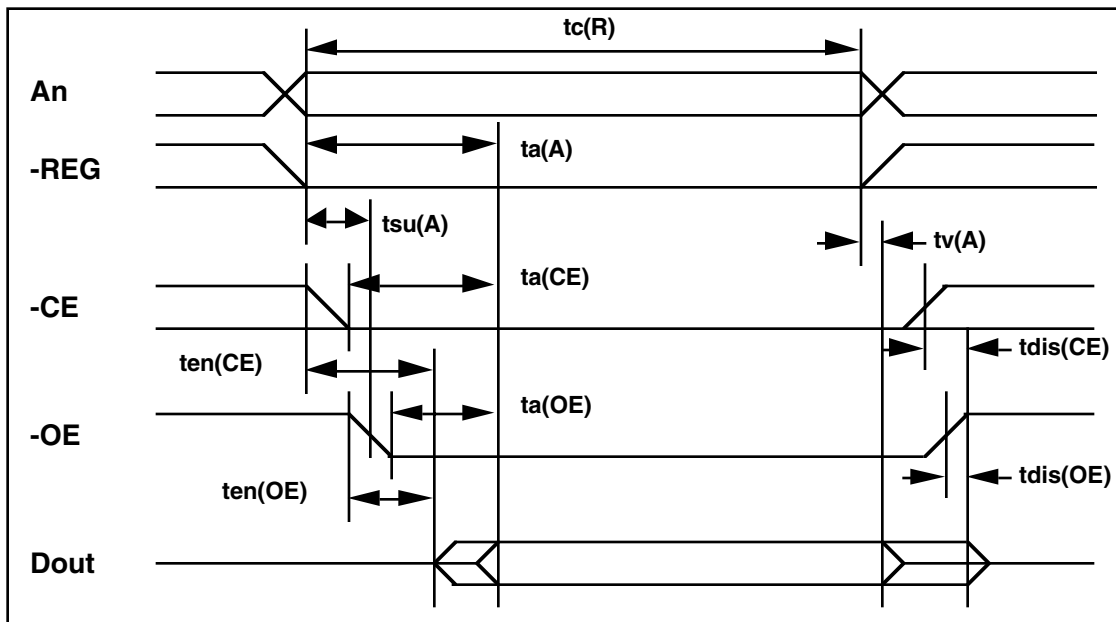 tc(R)
An
ta(A)
-REG
tsu(A)
tv(A)
ta(CE)
-CE
ten(CE)
tdis(CE)
ta(OE)
-OE
ten(OE)
tdis(OE)
Dout